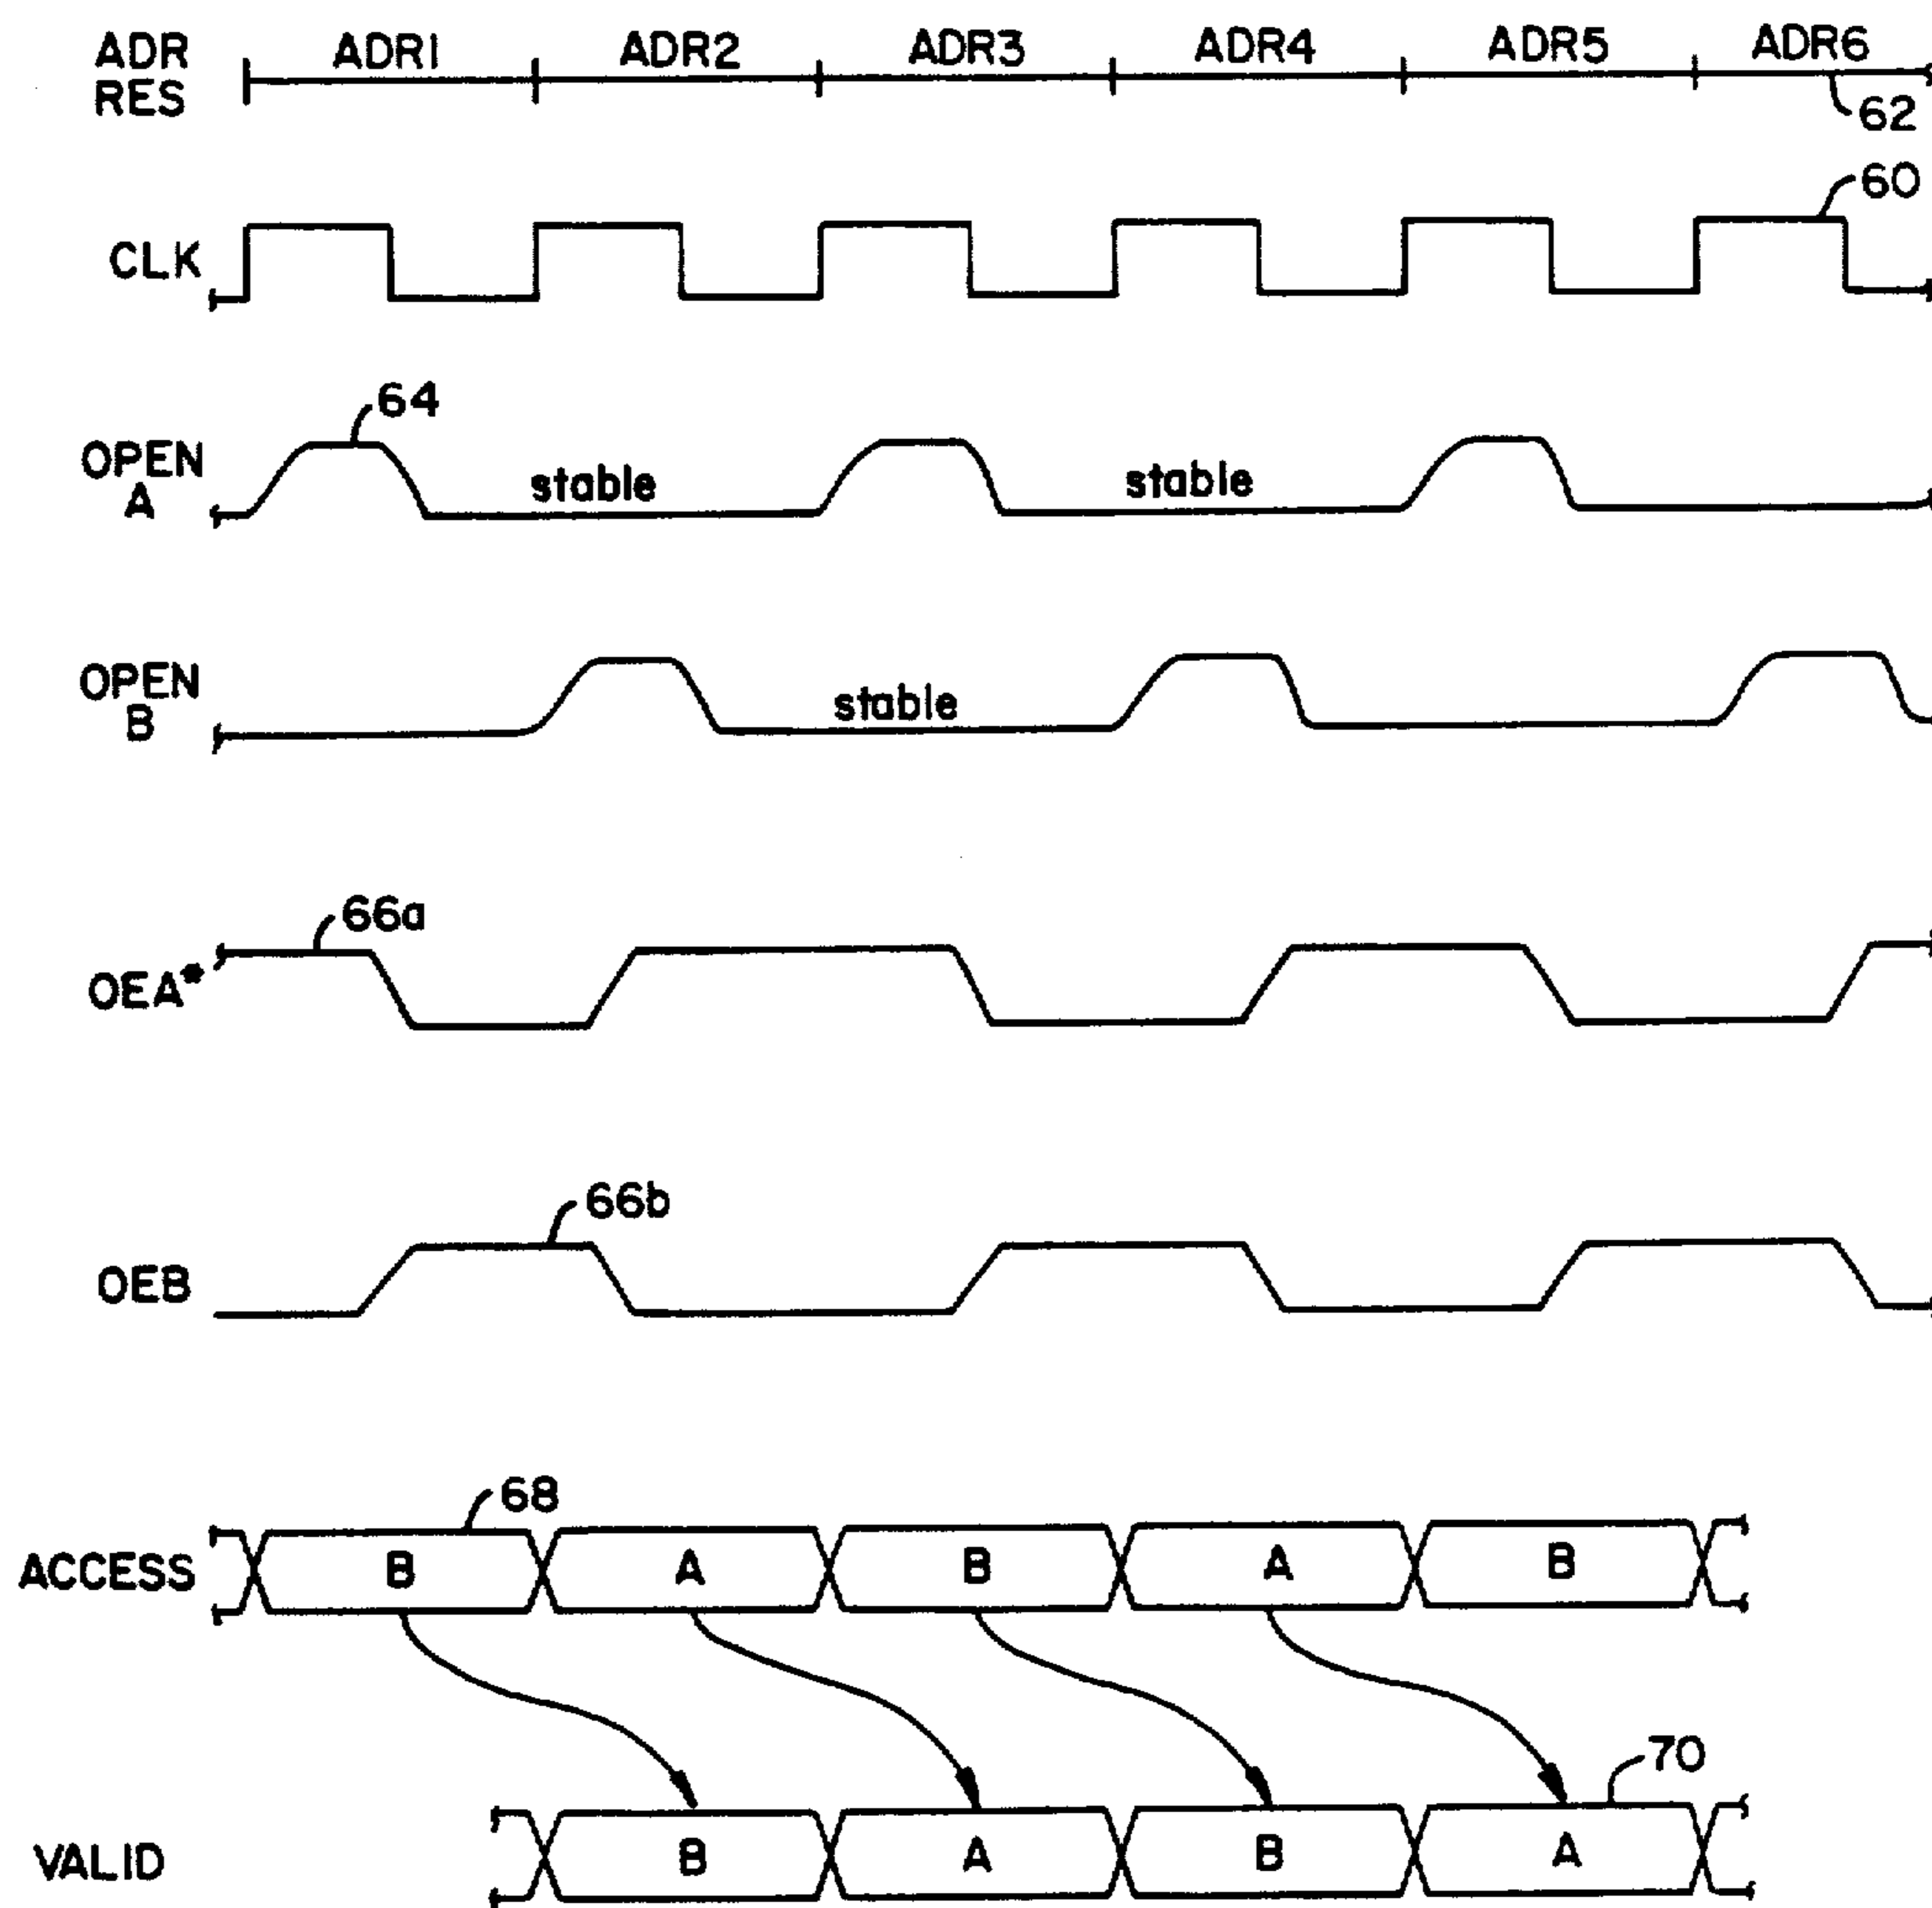 ADR RES
ADR1 ADR2 ADR3 ADR4 ADR5 ADR6
62
60
CLK
64
OPEN A
stable stable
OPEN B
stable
66a
OEA*
66b
OEB
68
ACCESS B A B A B
70
VALID B A B A